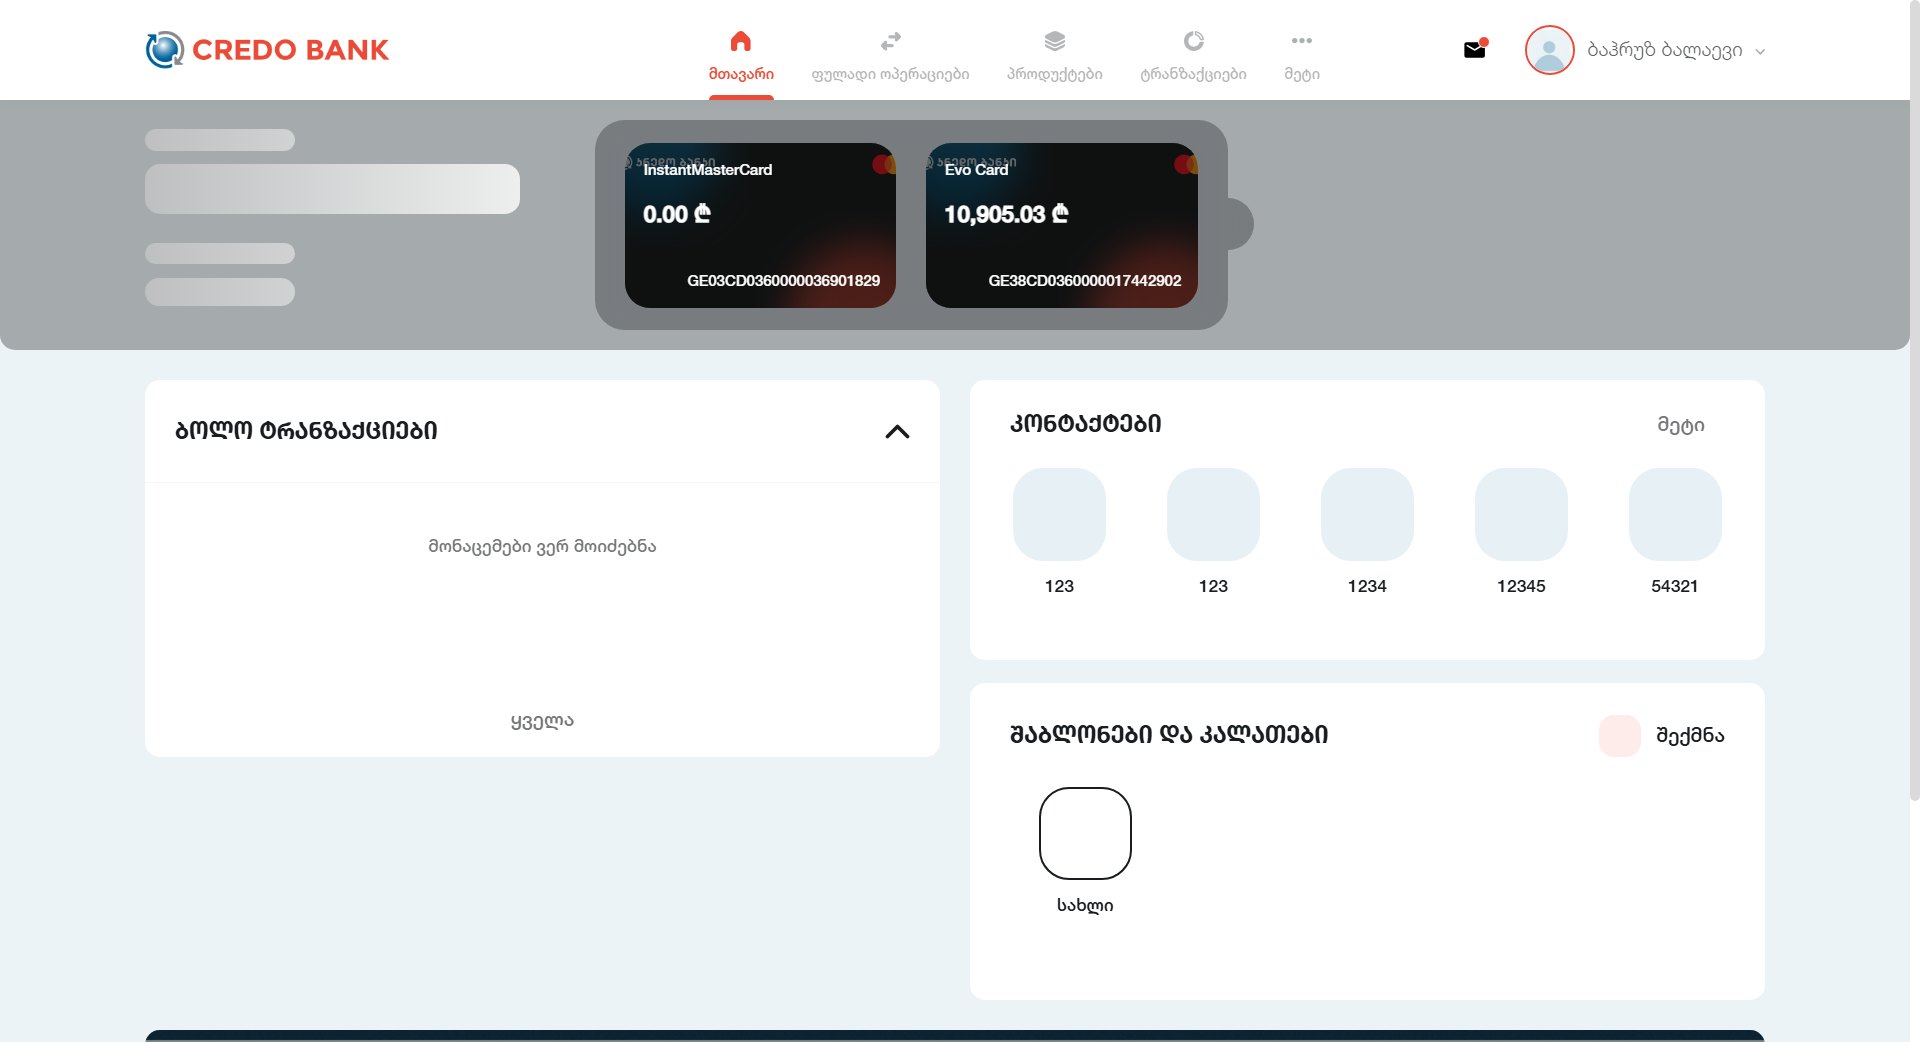 CREDO BANK
მთავარი
ფულადი ოპერაციები
პროდუქტები
ტრანზაქციები
მეტი
ბაჰრუზ ბალაევი
კრედო ბანკი
InstantMasterCard
0.00 ₾
GE03CD0360000036901829
კრედო ბანკი
Evo Card
10,905.03 ₾
GE38CD0360000017442902
ბოლო ტრანზაქციები
მონაცემები ვერ მოიძებნა
ყველა
კონტაქტები
მეტი
123
123
1234
12345
54321
შაბლონები და კალათები
შექმნა
სახლი